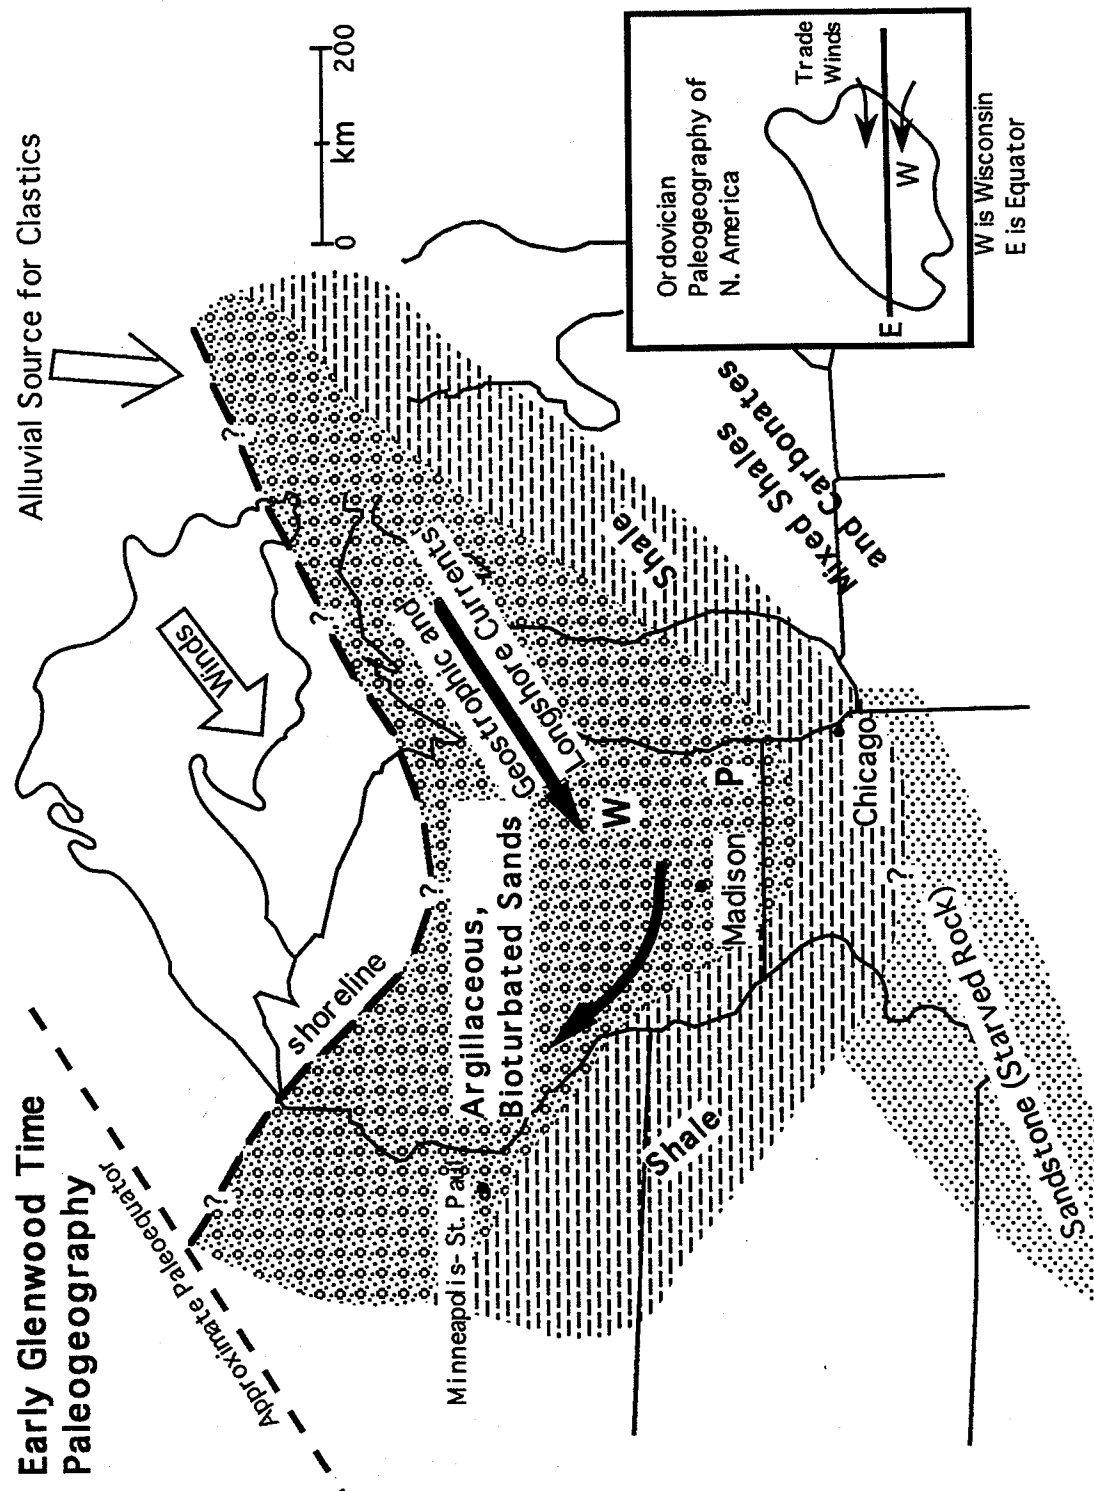 Early Glenwood Time
Paleogeography
Approximate Paleoequator
Alluvial Source for Clastics
0
km
200
Winds
?
?
?
?
shoreline
Geostrophic and
Longshore Currents
Argillaceous,
Bioturbated Sands
Minneapolis- St. Paul
W
P
Madison
Shale
Shale
Chicago
?
Mixed Shales
and Carbonates
Sandstone (Starved Rock)
Ordovician
Paleogeography of
N. America
Trade
Winds
E
W
W is Wisconsin
E is Equator